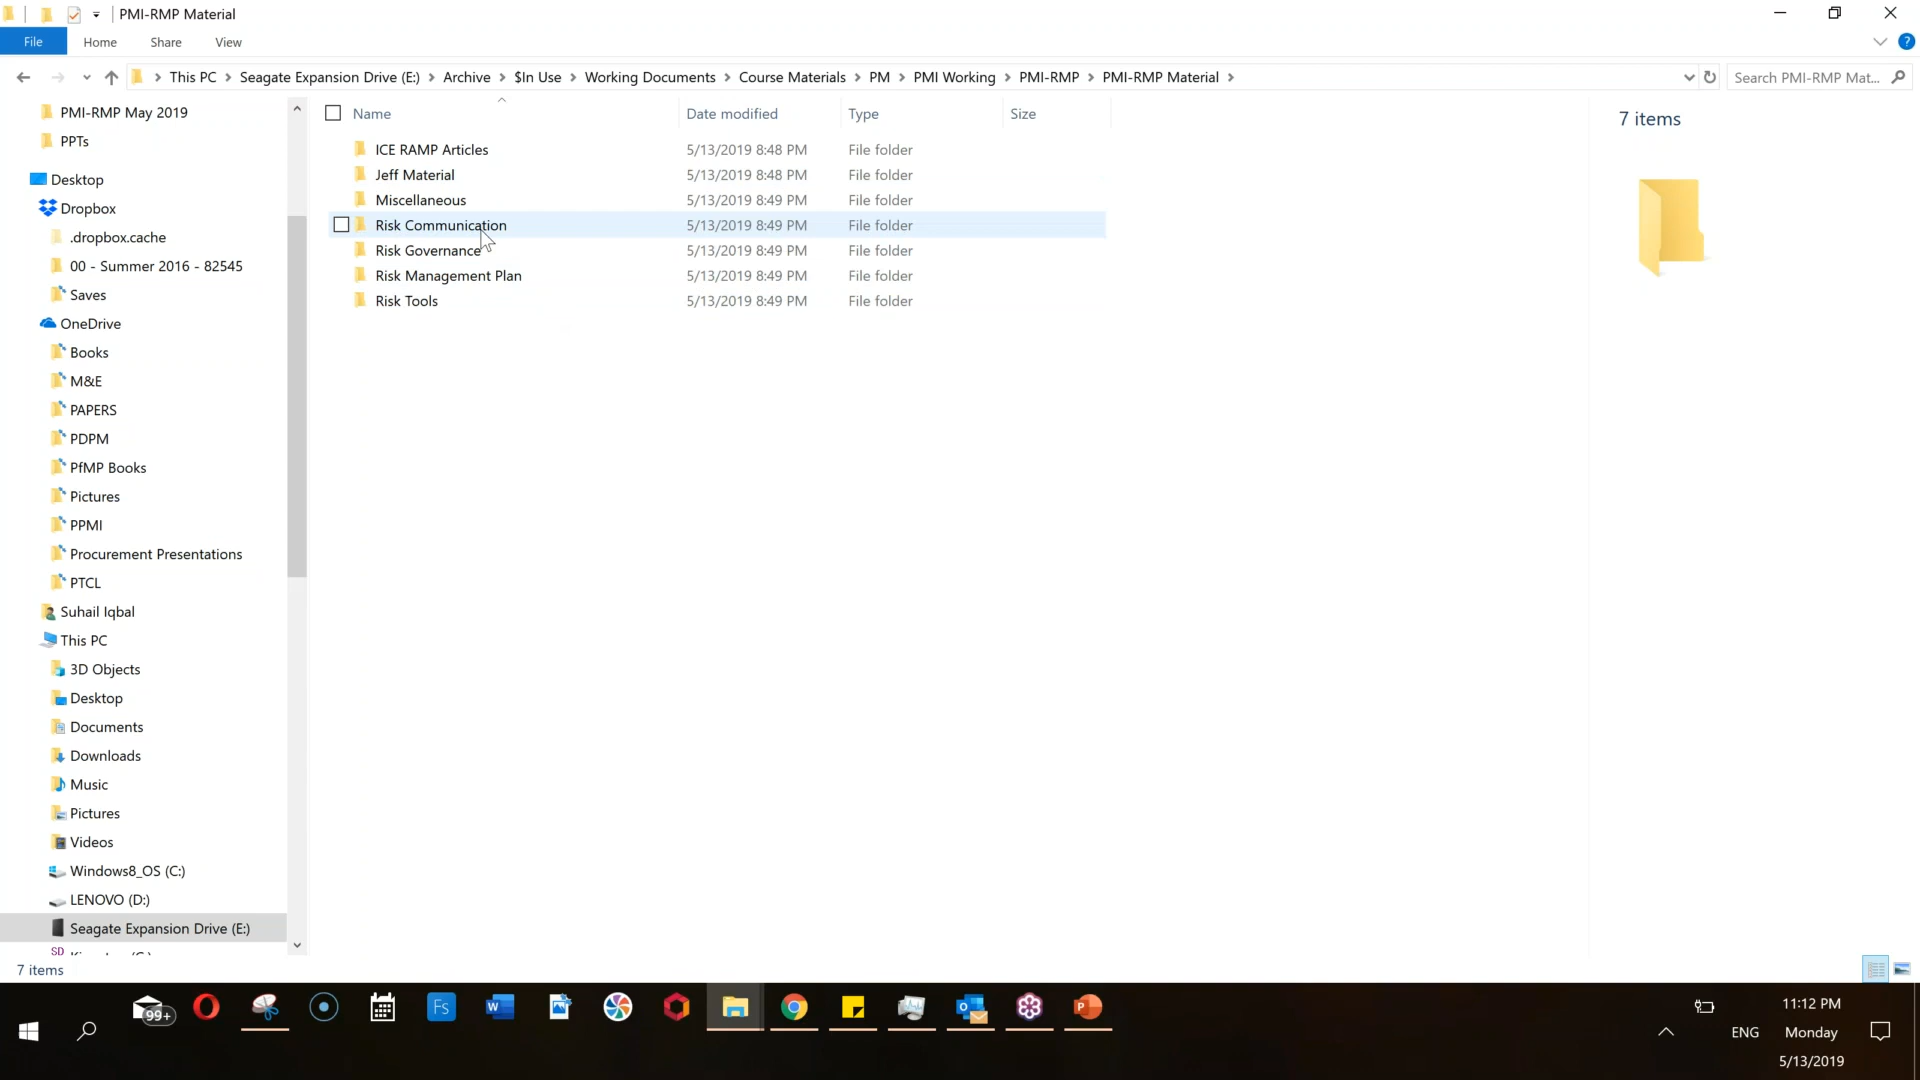 PMI-RMP Material
File Home Share View
This PC Seagate Expansion Drive (E:) Archive $In Use Working Documents Course Materials PM PMI Working PMI-RMP PMI-RMP Material Search PMI-RMP Mat...
PMI-RMP May 2019
PPTs
Desktop
Dropbox
.dropbox.cache
00 - Summer 2016 - 82545
Saves
OneDrive
Books
M&E
PAPERS
PDPM
PfMP Books
Pictures
PPMI
Procurement Presentations
PTCL
Suhail Iqbal
This PC
3D Objects
Desktop
Documents
Downloads
Music
Pictures
Videos
Windows8_OS (C:)
LENOVO (D:)
Seagate Expansion Drive (E:)
Name Date modified Type Size
ICE RAMP Articles 5/13/2019 8:48 PM File folder
Jeff Material 5/13/2019 8:48 PM File folder
Miscellaneous 5/13/2019 8:49 PM File folder
Risk Communication 5/13/2019 8:49 PM File folder
Risk Governance 5/13/2019 8:49 PM File folder
Risk Management Plan 5/13/2019 8:49 PM File folder
Risk Tools 5/13/2019 8:49 PM File folder
7 items
7 items
99+
Fs
ENG
11:12 PM
Monday
5/13/2019